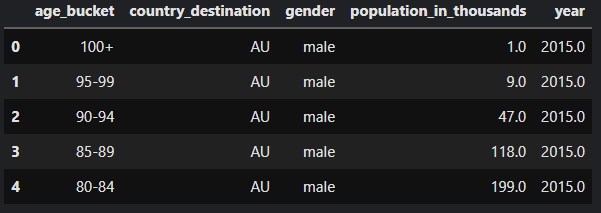 age_bucket country_destination gender population_in_thousands year
0 100+ AU male 1.0 2015.0
1 95-99 AU male 9.0 2015.0
2 90-94 AU male 47.0 2015.0
3 85-89 AU male 118.0 2015.0
4 80-84 AU male 199.0 2015.0